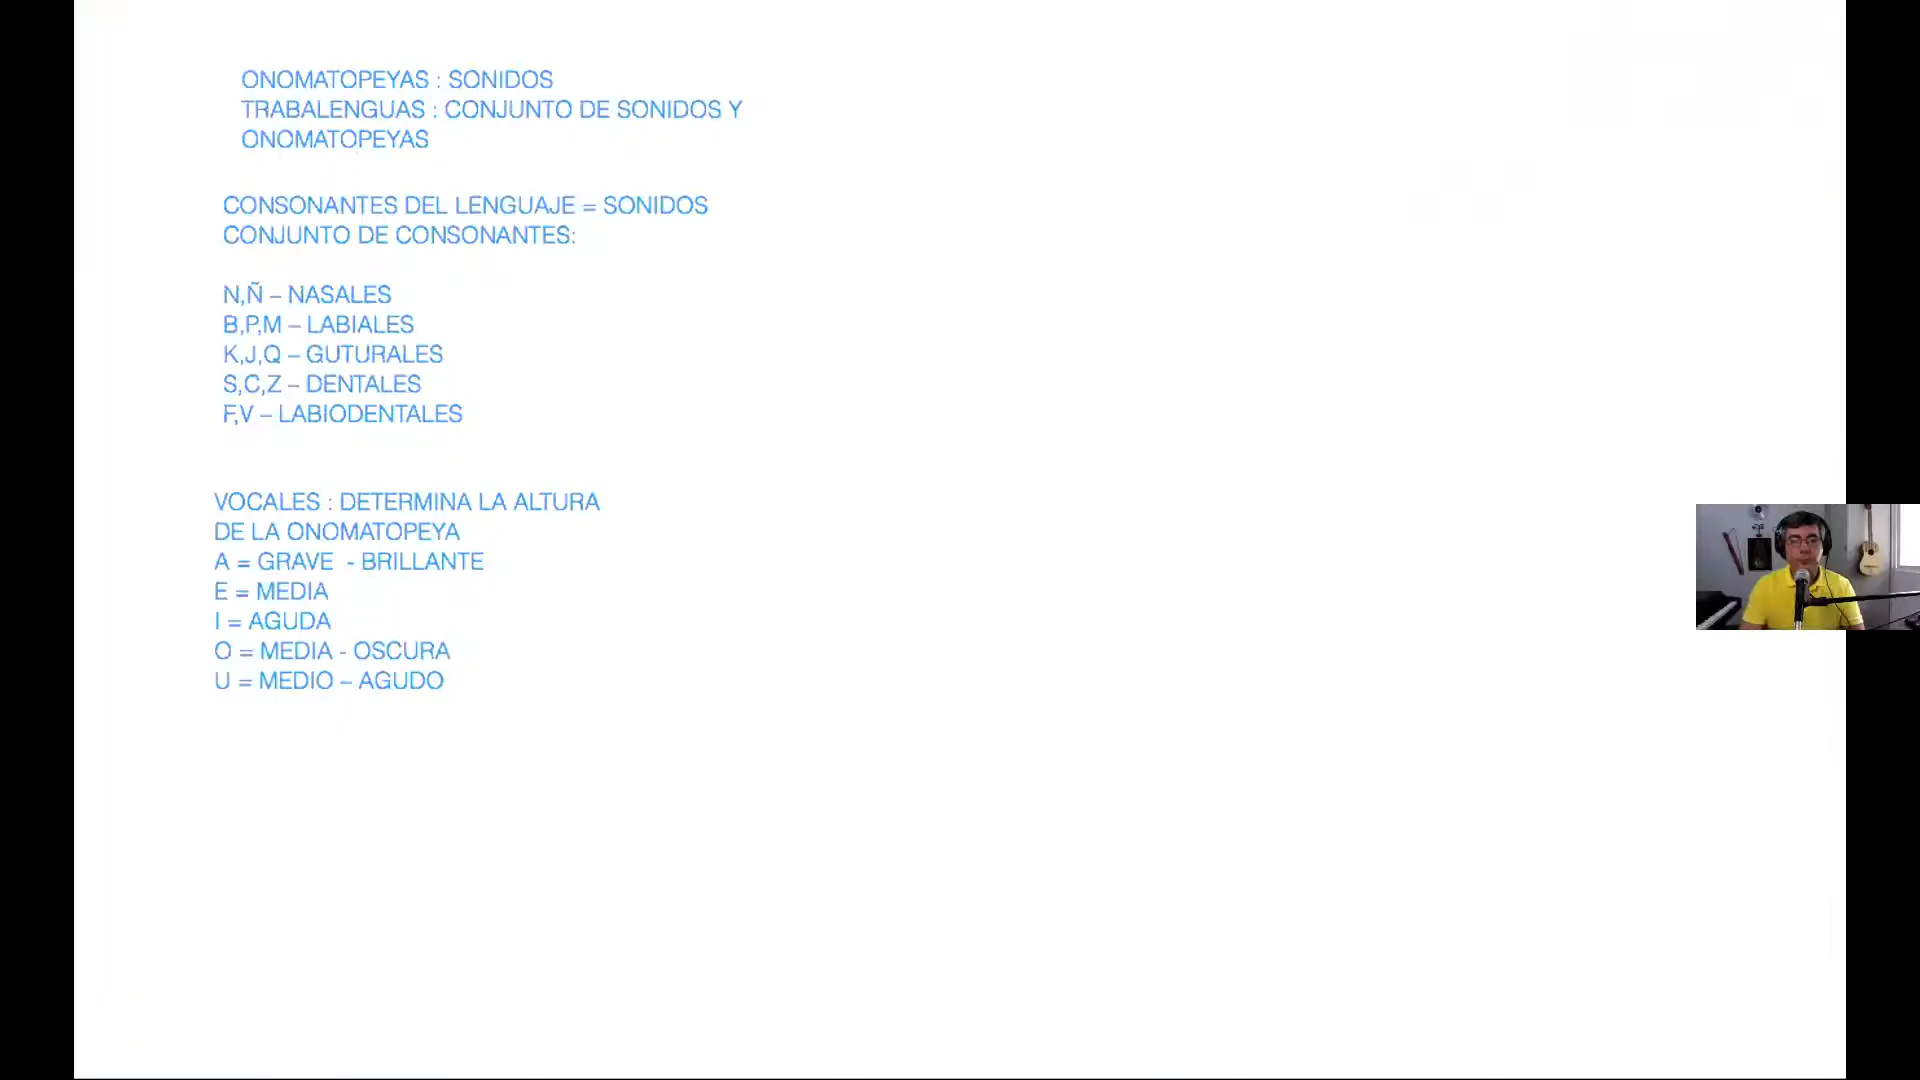 ONOMATOPEYAS : SONIDOS
TRABALENGUAS : CONJUNTO DE SONIDOS Y
ONOMATOPEYAS
CONSONANTES DEL LENGUAJE = SONIDOS
CONJUNTO DE CONSONANTES:
N,Ñ – NASALES
B,P,M – LABIALES
K,J,Q – GUTURALES
S,C,Z – DENTALES
F,V – LABIODENTALES
VOCALES : DETERMINA LA ALTURA
DE LA ONOMATOPEYA
A = GRAVE  - BRILLANTE
E = MEDIA
I = AGUDA
O = MEDIA - OSCURA
U = MEDIO – AGUDO